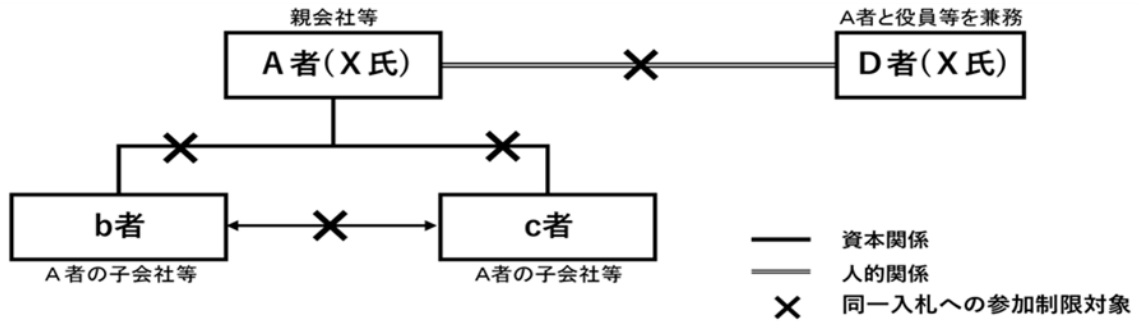 親会社等
A者と役員等を兼務
A者(X氏)
D者(X氏)
b者
c者
A者の子会社等
A者の子会社等
資本関係
人的関係
同一入札への参加制限対象